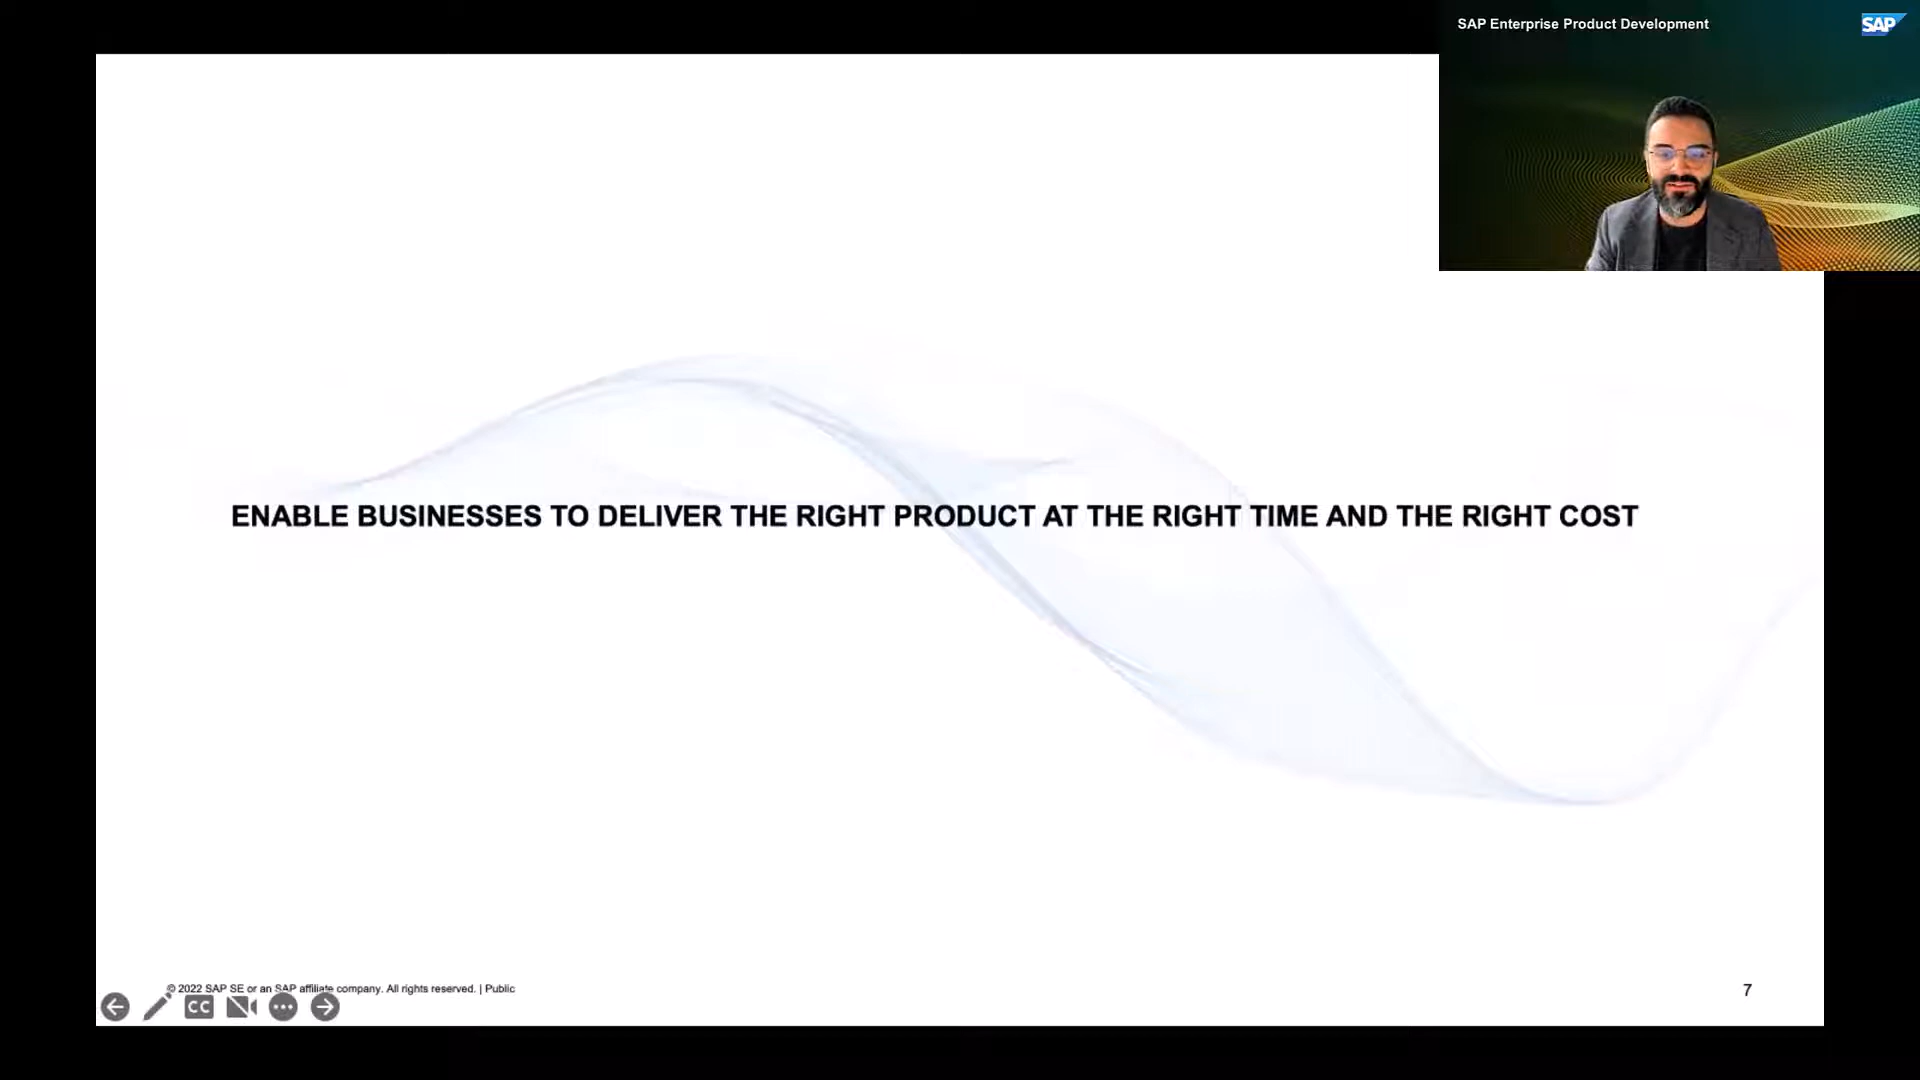 SAP Enterprise Product Development
SAP
ENABLE BUSINESSES TO DELIVER THE RIGHT PRODUCT AT THE RIGHT TIME AND THE RIGHT COST
© 2022 SAP SE or an SAP affiliate company. All rights reserved. | Public
7
CC